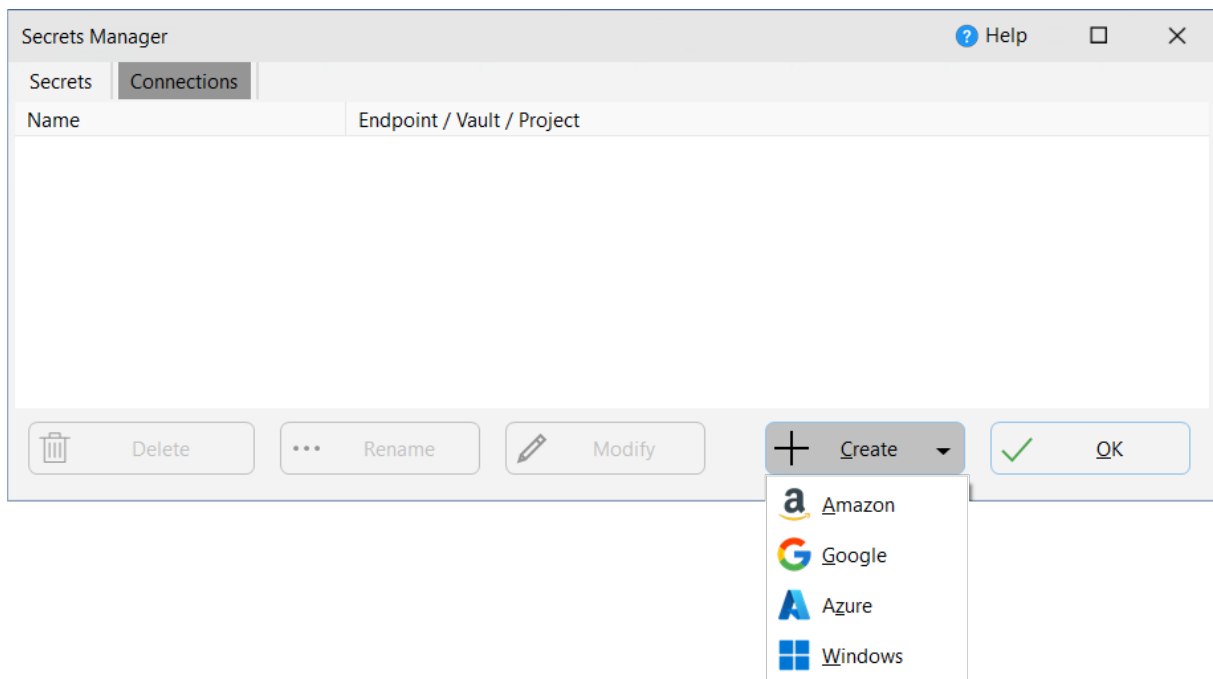 Secrets Manager ? Help
Secrets Connections
Name Endpoint / Vault / Project
Delete Rename Modify Create OK
Amazon
Google
Azure
Windows